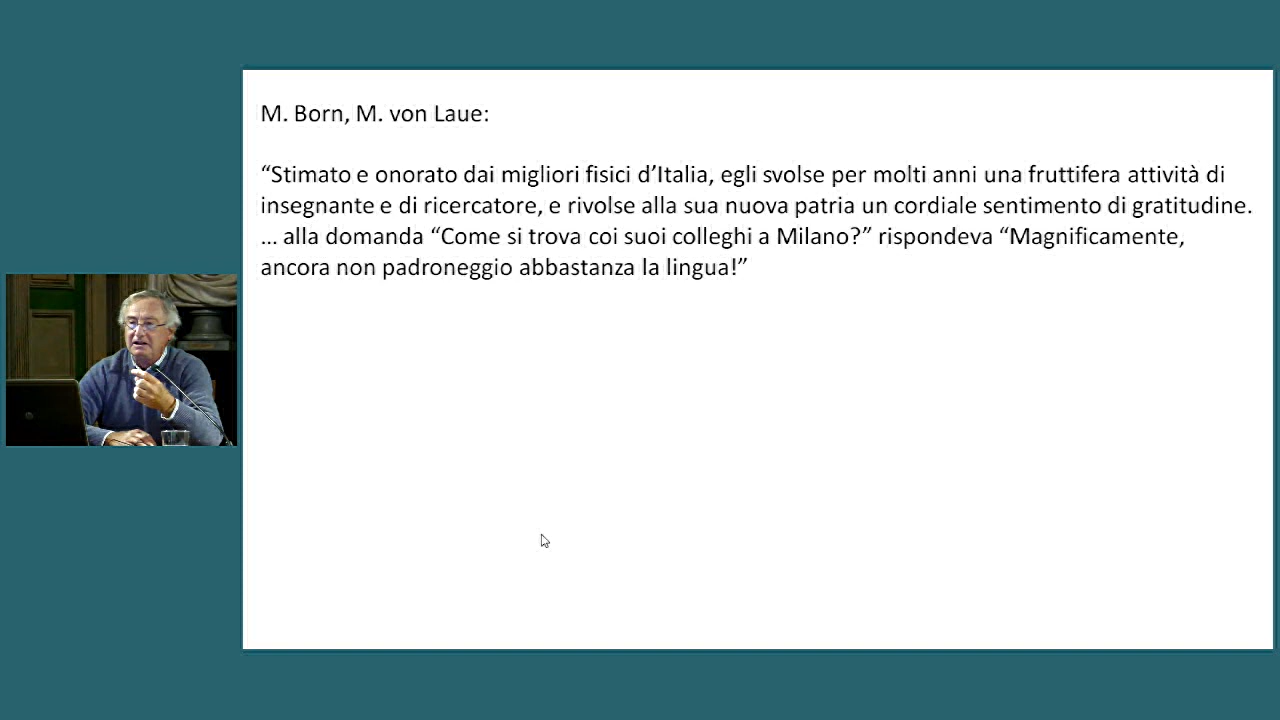 M. Born, M. von Laue:
“Stimato e onorato dai migliori fisici d’Italia, egli svolse per molti anni una fruttifera attività di
insegnante e di ricercatore, e rivolse alla sua nuova patria un cordiale sentimento di gratitudine.
… alla domanda “Come si trova coi suoi colleghi a Milano?” rispondeva “Magnificamente,
ancora non padroneggio abbastanza la lingua!”